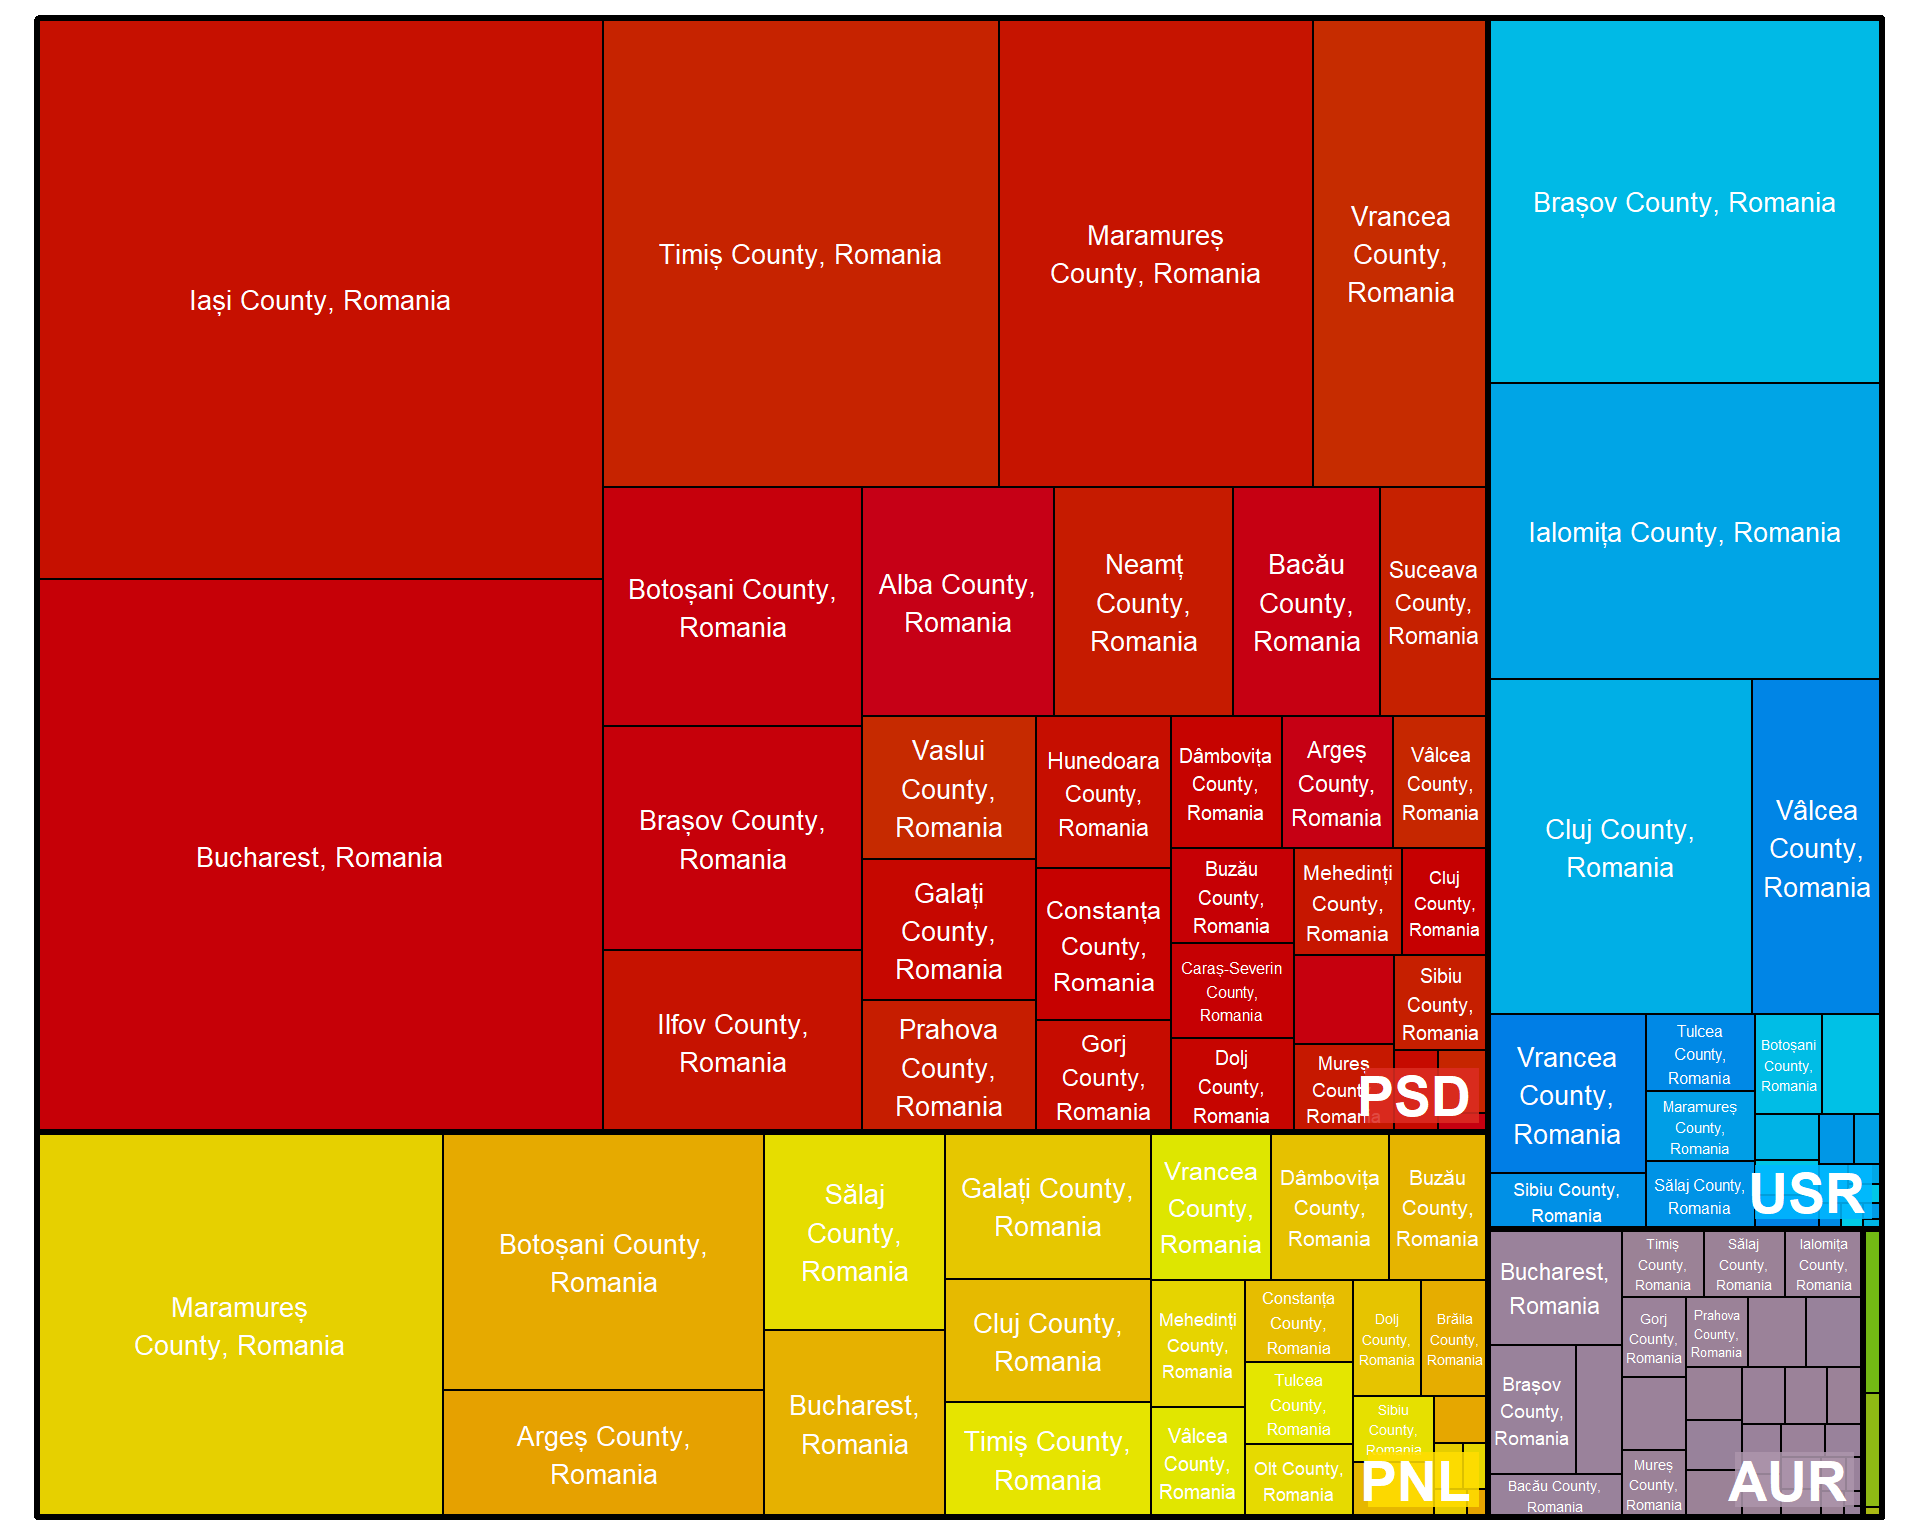 Iași County, Romania
Bucharest, Romania
Timiș County, Romania
Maramureș
County, Romania
Vrancea
County,
Romania
Botoșani County,
Romania
Alba County,
Romania
Neamț
County,
Romania
Bacău
County,
Romania
Suceava
County,
Romania
Brașov County,
Romania
Ilfov County,
Romania
Vaslui
County,
Romania
Galați
County,
Romania
Prahova
County,
Romania
Hunedoara
County,
Romania
Constanța
County,
Romania
Gorj
County,
Romania
Dâmbovița
County,
Romania
Argeș
County,
Romania
Vâlcea
County,
Romania
Buzău
County,
Romania
Mehedinți
County,
Romania
Cluj
County,
Romania
Caraș-Severin
County,
Romania
Sibiu
County,
Romania
Dolj
County,
Romania
Mureș
County,
Romania
PSD
Maramureș
County, Romania
Botoșani County,
Romania
Argeș County,
Romania
Sălaj
County,
Romania
Bucharest,
Romania
Galați County,
Romania
Cluj County,
Romania
Timiș County,
Romania
Vrancea
County,
Romania
Dâmbovița
County,
Romania
Buzău
County,
Romania
Mehedinți
County,
Romania
Vâlcea
County,
Romania
Constanța
County,
Romania
Tulcea
County,
Romania
Olt County,
Romania
Dolj
County,
Romania
Brăila
County,
Romania
Sibiu
County,
Romania
PNL
Brașov County, Romania
Ialomița County, Romania
Cluj County,
Romania
Vâlcea
County,
Romania
Vrancea
County,
Romania
Sibiu County,
Romania
Tulcea
County,
Romania
Maramureș
County,
Romania
Sălaj County,
Romania
Botoșani
County,
Romania
USR
Bucharest,
Romania
Brașov
County,
Romania
Bacău County,
Romania
Timiș
County,
Romania
Sălaj
County,
Romania
Ialomița
County,
Romania
Gorj
County,
Romania
Prahova
County,
Romania
Mureș
County,
Romania
AUR